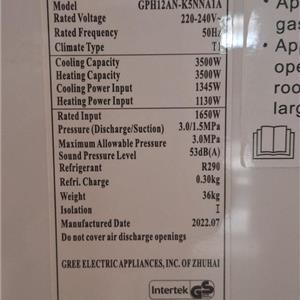 Model GPH12AN-K5NNA1A
Rated Voltage 220-240V~
Rated Frequency 50Hz
Climate Type T1
Cooling Capacity 3500W
Heating Capacity 3500W
Cooling Power Input 1345W
Heating Power Input 1130W
Rated Input 1650W
Pressure (Discharge/Suction) 3.0/1.5MPa
Maximum Allowable Pressure 3.0MPa
Sound Pressure Level 53dB(A)
Refrigerant R290
Refri. Charge 0.30kg
Weight 36kg
Isolation I
Manufactured Date 2022.07
Do not cover air discharge openings
GREE ELECTRIC APPLIANCES, INC. OF ZHUHAI
Intertek GS
• Ap
gas
• Ap
ope
roo
larg